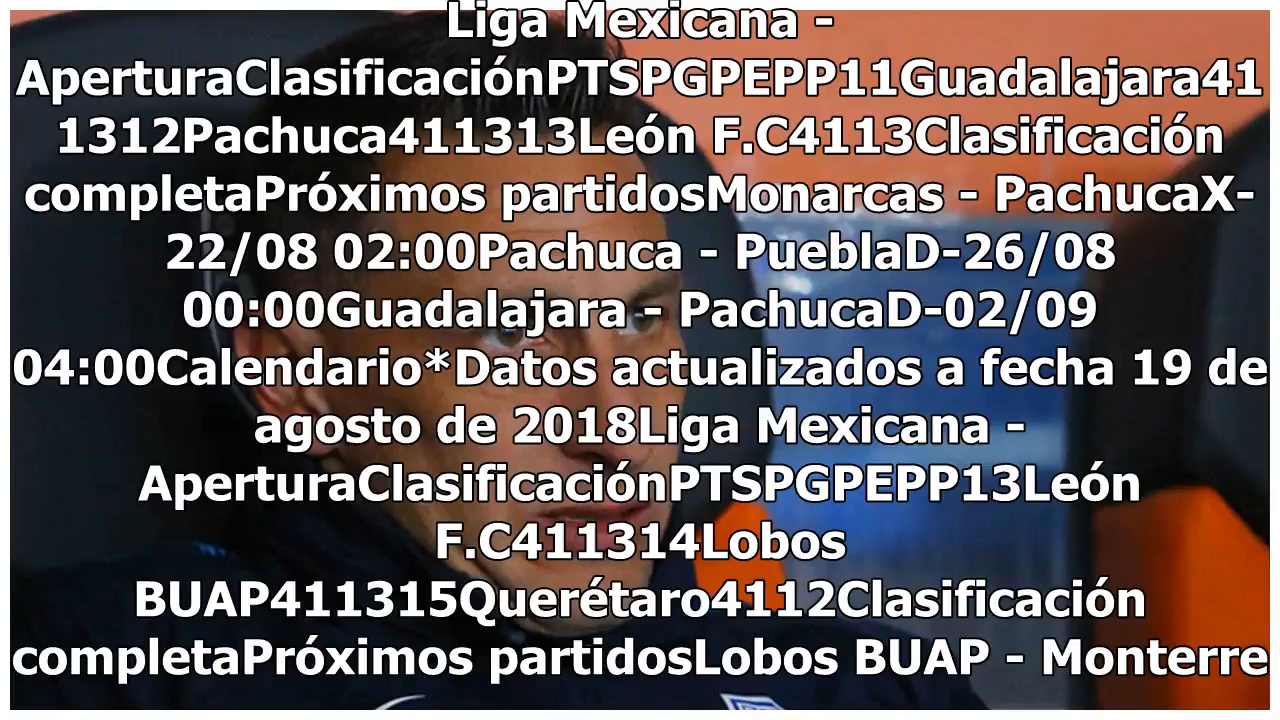 Liga Mexicana -
AperturaClasificaciónPTSPGPEPP11Guadalajara41
1312Pachuca411313León F.C4113Clasificación
completaPróximos partidosMonarcas - PachucaX-
22/08 02:00Pachuca - PueblaD-26/08
00:00Guadalajara - PachucaD-02/09
04:00Calendario*Datos actualizados a fecha 19 de
agosto de 2018Liga Mexicana -
AperturaClasificaciónPTSPGPEPP13León
F.C411314Lobos
BUAP411315Querétaro4112Clasificación
completaPróximos partidosLobos BUAP - Monterre